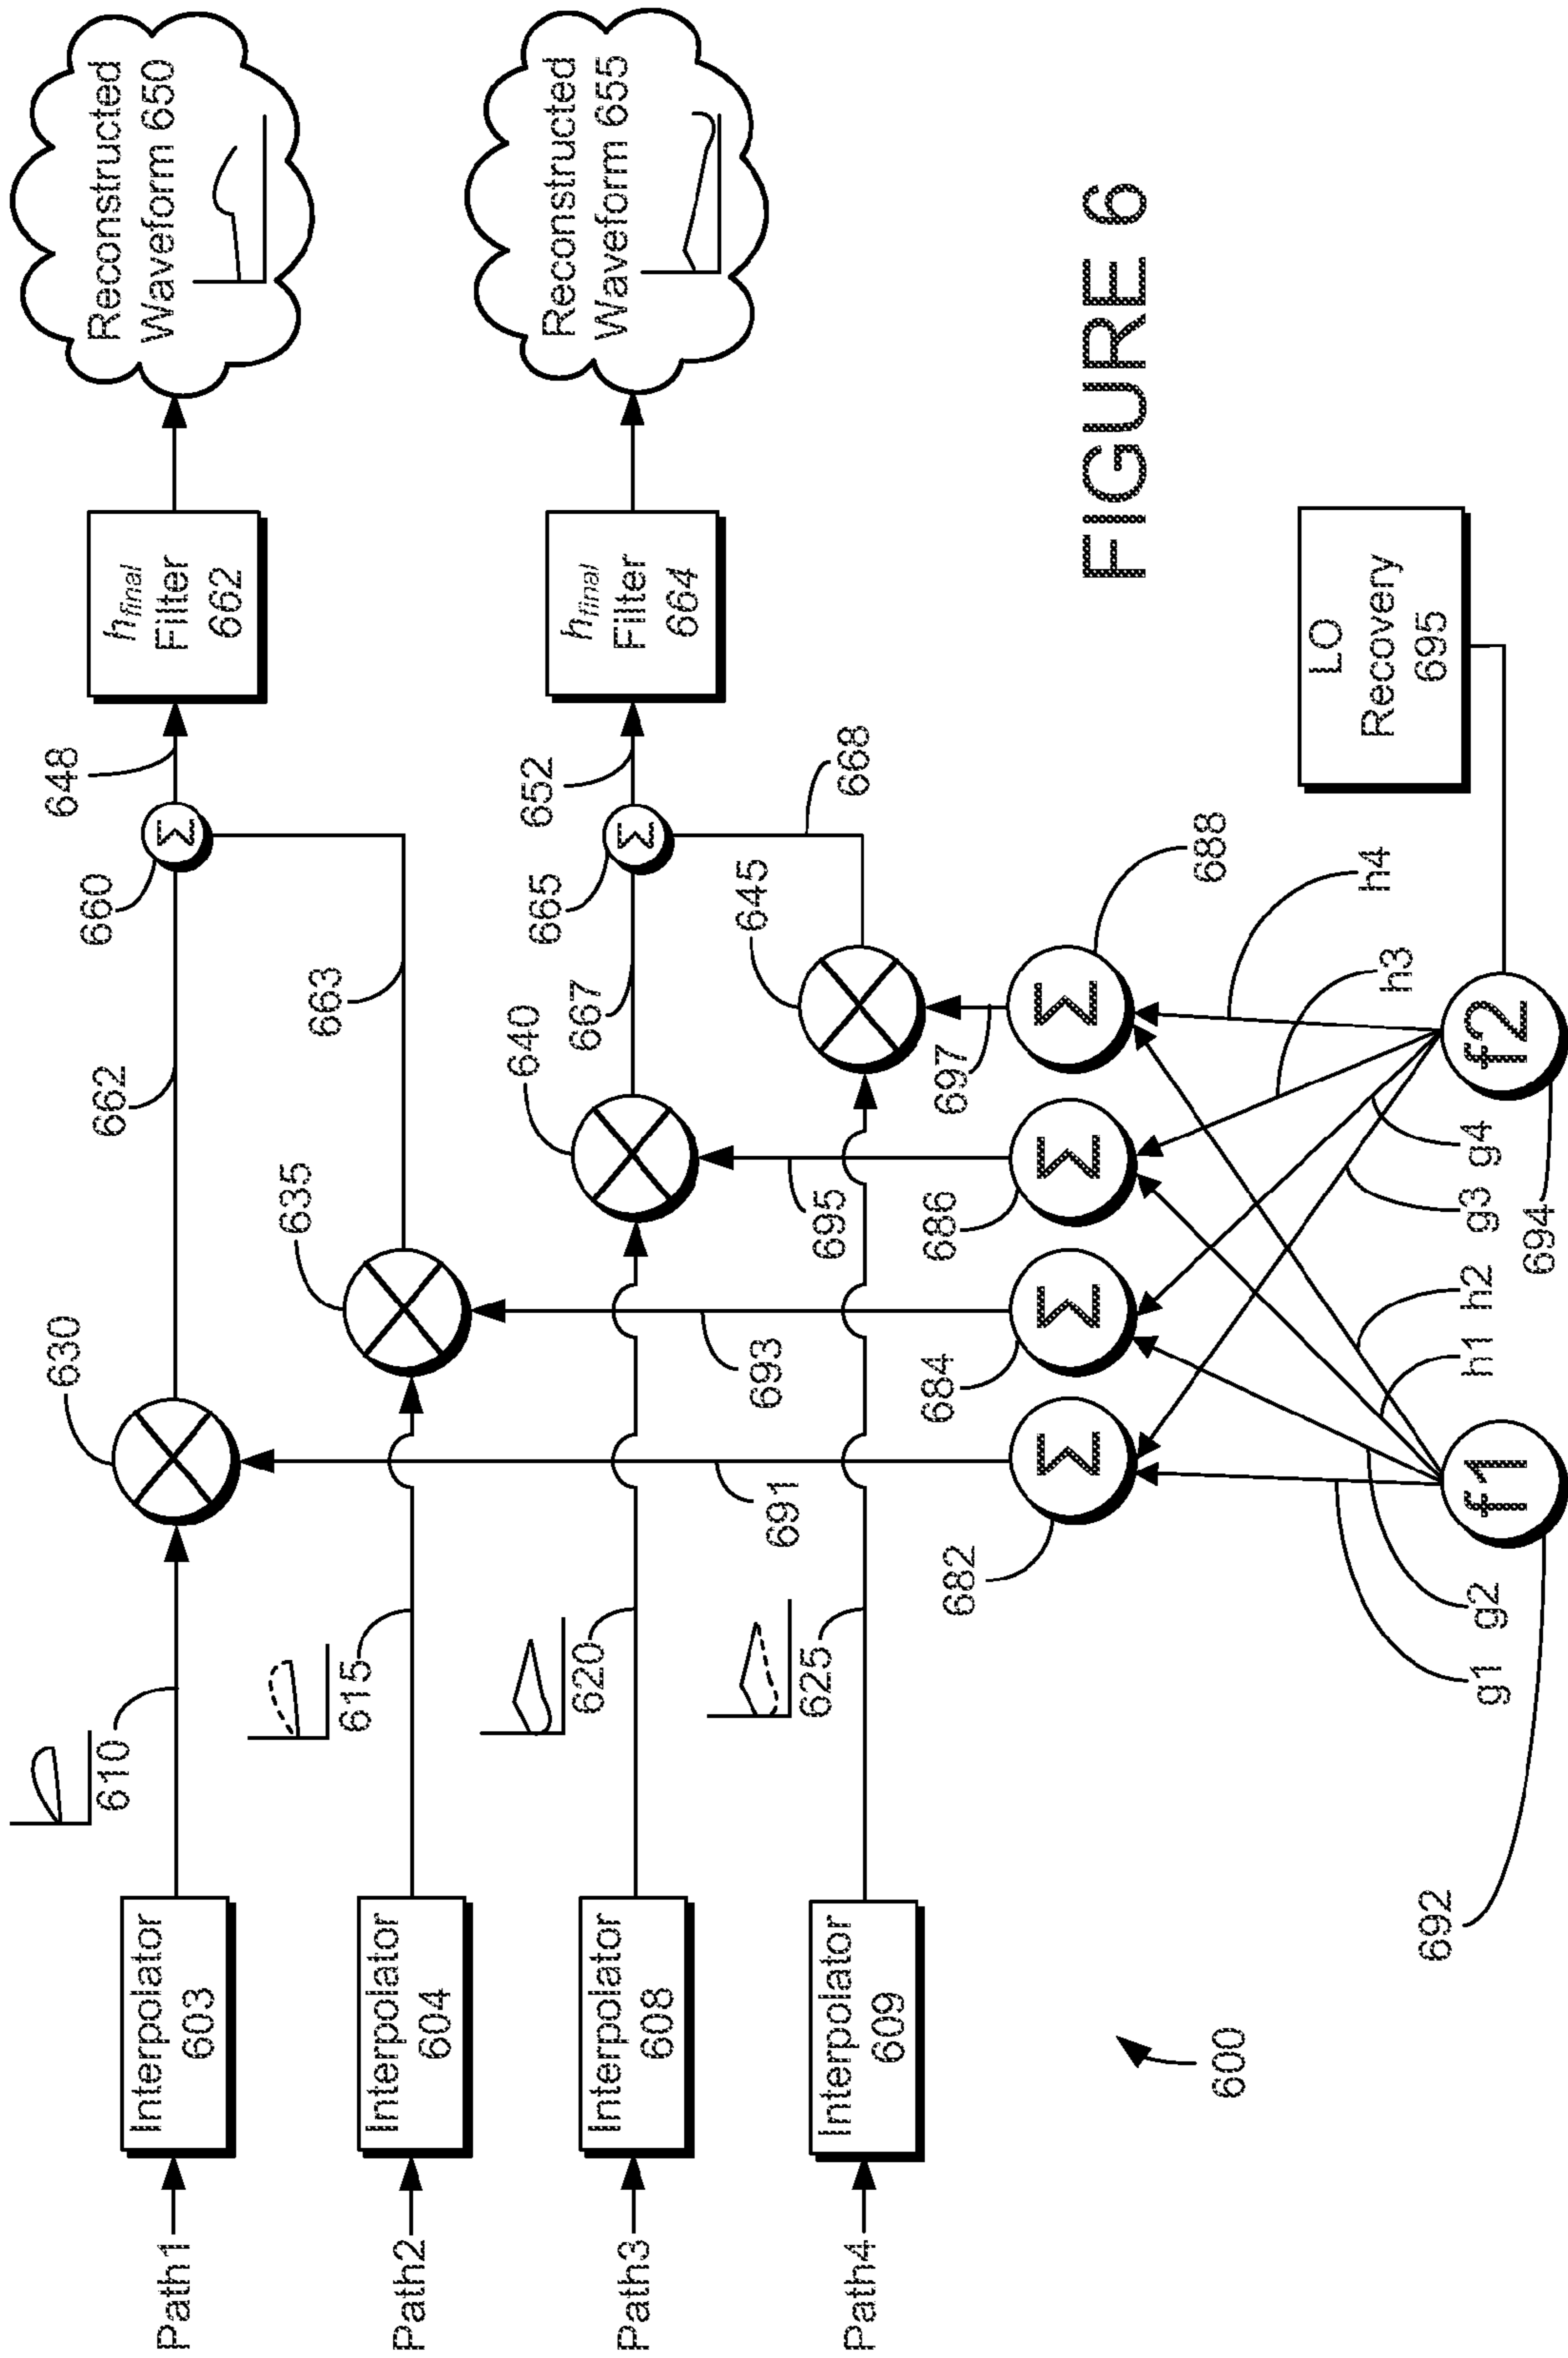 Path1
Interpolator
603
610
630
662
660
648
h final
Filter
662
Reconstructed
Waveform 650
Path2
Interpolator
604
615
635
663
Path3
Interpolator
608
620
640
667
665
652
h final
Filter
664
Reconstructed
Waveform 655
Path4
Interpolator
609
625
645
668
691
693
695
697
682
Σ
684
Σ
686
Σ
688
Σ
Σ
Σ
g1
g2
h1
h2
g3
g4
h3
h4
692
f1
694
f2
LO
Recovery
695
600
FIGURE 6